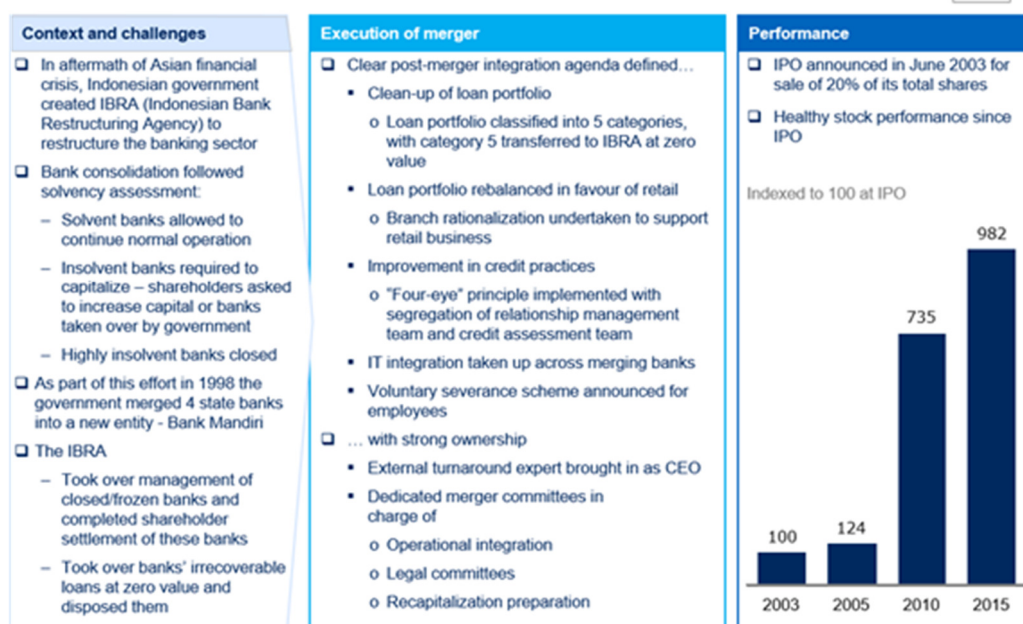 Context and challenges
❑ In aftermath of Asian financial
crisis, Indonesian government
created IBRA (Indonesian Bank
Restructuring Agency) to
restructure the banking sector
❑ Bank consolidation followed
solvency assessment:
– Solvent banks allowed to
continue normal operation
– Insolvent banks required to
capitalize – shareholders asked
to increase capital or banks
taken over by government
– Highly insolvent banks closed
❑ As part of this effort in 1998 the
government merged 4 state banks
into a new entity - Bank Mandiri
❑ The IBRA
– Took over management of
closed/frozen banks and
completed shareholder
settlement of these banks
– Took over banks' irrecoverable
loans at zero value and
disposed them
Execution of merger
❑ Clear post-merger integration agenda defined…
▪ Clean-up of loan portfolio
o Loan portfolio classified into 5 categories,
with category 5 transferred to IBRA at zero
value
▪ Loan portfolio rebalanced in favour of retail
o Branch rationalization undertaken to support
retail business
▪ Improvement in credit practices
o "Four-eye" principle implemented with
segregation of relationship management
team and credit assessment team
▪ IT integration taken up across merging banks
▪ Voluntary severance scheme announced for
employees
❑ … with strong ownership
▪ External turnaround expert brought in as CEO
▪ Dedicated merger committees in
charge of
o Operational integration
o Legal committees
o Recapitalization preparation
Performance
❑ IPO announced in June 2003 for
sale of 20% of its total shares
❑ Healthy stock performance since
IPO
Indexed to 100 at IPO
100 124 735 982
2003 2005 2010 2015